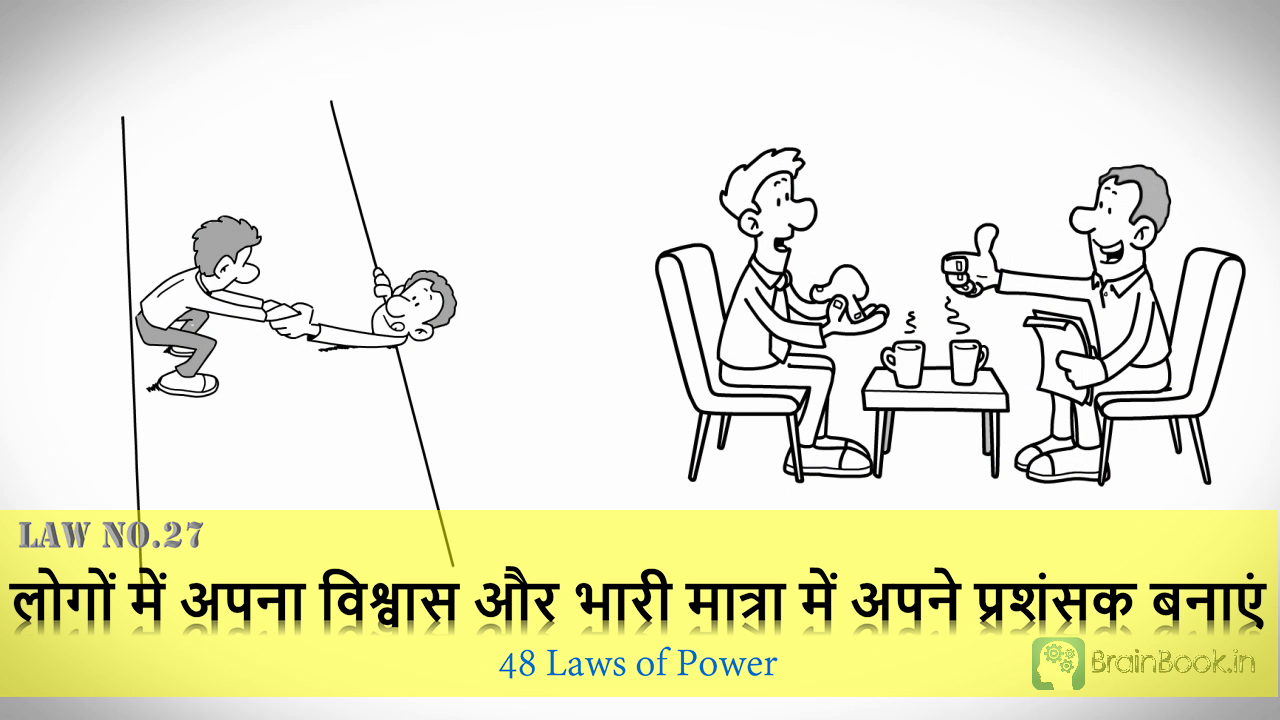 LAW NO.27
लोगों में अपना विश्वास और भारी मात्रा में अपने प्रशंसक बनाएं
48 Laws of Power
BrainBook.in